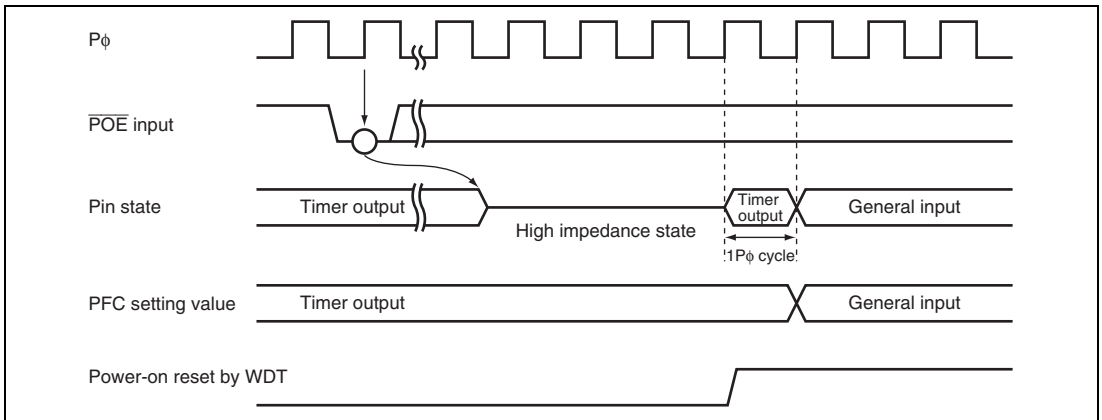 Pφ
POE input
Pin state
Timer output
High impedance state
Timer
output
General input
1Pφ cycle
PFC setting value
Timer output
General input
Power-on reset by WDT